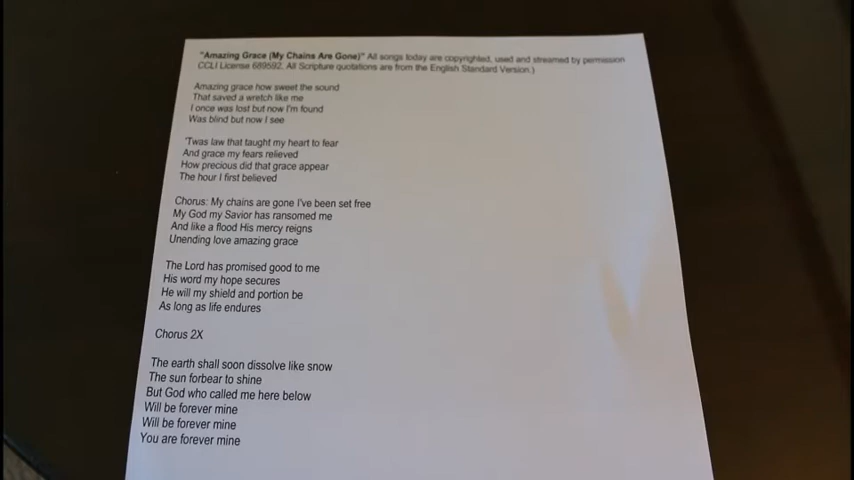 "Amazing Grace (My Chains Are Gone)" All songs today are copyrighted, used and streamed by permission
CCLI License 689592. All Scripture quotations are from the English Standard Version.)
Amazing grace how sweet the sound
That saved a wretch like me
I once was lost but now I'm found
Was blind but now I see
'Twas law that taught my heart to fear
And grace my fears relieved
How precious did that grace appear
The hour I first believed
Chorus: My chains are gone I've been set free
My God my Savior has ransomed me
And like a flood His mercy reigns
Unending love amazing grace
The Lord has promised good to me
His word my hope secures
He will my shield and portion be
As long as life endures
Chorus 2X
The earth shall soon dissolve like snow
The sun forbear to shine
But God who called me here below
Will be forever mine
Will be forever mine
You are forever mine